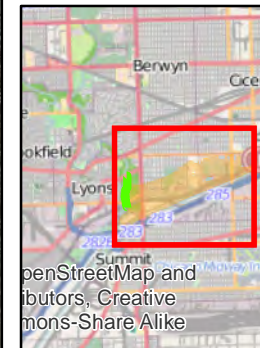 Berwyn
Cice
ookfield
Lyons
285
283
283
282B
Summit
penStreetMap and
ibutors, Creative
mons-Share Alike